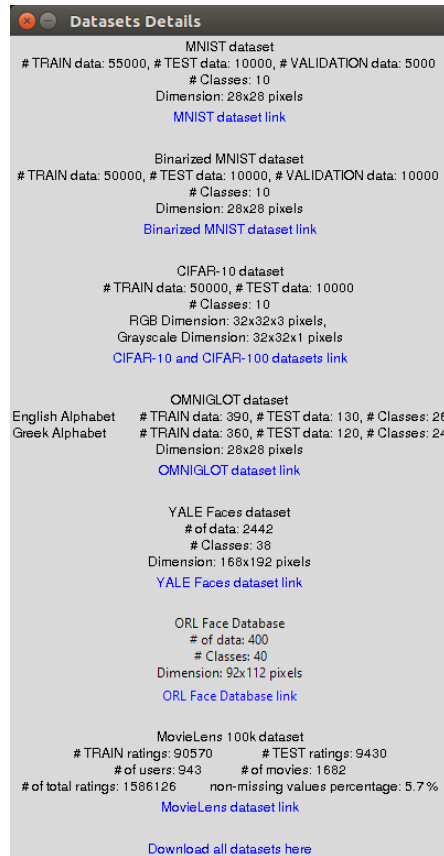 Datasets Details
MNIST dataset
# TRAIN data: 55000, # TEST data: 10000, # VALIDATION data: 5000
# Classes: 10
Dimension: 28x28 pixels
MNIST dataset link
Binarized MNIST dataset
# TRAIN data: 50000, # TEST data: 10000, # VALIDATION data: 10000
# Classes: 10
Dimension: 28x28 pixels
Binarized MNIST dataset link
CIFAR-10 dataset
# TRAIN data: 50000, # TEST data: 10000
# Classes: 10
RGB Dimension: 32x32x3 pixels,
Grayscale Dimension: 32x32x1 pixels
CIFAR-10 and CIFAR-100 datasets link
OMNIGLOT dataset
English Alphabet # TRAIN data: 390, # TEST data: 130, # Classes: 26
Greek Alphabet # TRAIN data: 360, # TEST data: 120, # Classes: 24
Dimension: 28x28 pixels
OMNIGLOT dataset link
YALE Faces dataset
# of data: 2442
# Classes: 38
Dimension: 168x192 pixels
YALE Faces dataset link
ORL Face Database
# of data: 400
# Classes: 40
Dimension: 92x112 pixels
ORL Face Database link
MovieLens 100k dataset
# TRAIN ratings: 90570 # TEST ratings: 9430
# of users: 943 # of movies: 1682
# of total ratings: 1586126 non-missing values percentage: 5.7 %
MovieLens dataset link
Download all datasets here